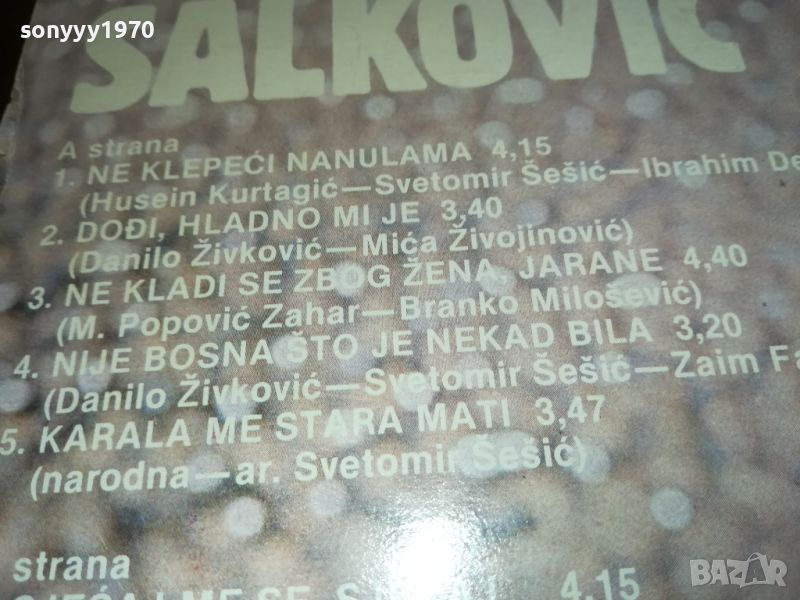 sonyyy1970
SALKOVIĆ
A strana
1. NE KLEPEĆI NANULAMA 4,15
(Husein Kurtagić—Svetomir Šešić—Ibrahim De
2. DOĐI, HLADNO MI JE 3,40
(Danilo Živković—Mića Živojinović)
3. NE KLADI SE ZBOG ŽENA, JARANE 4,40
(M. Popović Zahar—Branko Milošević)
4. NIJE BOSNA ŠTO JE NEKAD BILA 3,20
(Danilo Živković—Svetomir Šešić—Zaim Fa
5. KARALA ME STARA MATI 3,47
(narodna—ar. Svetomir Šešić)
strana
ME SE, 4,15
BAZAR